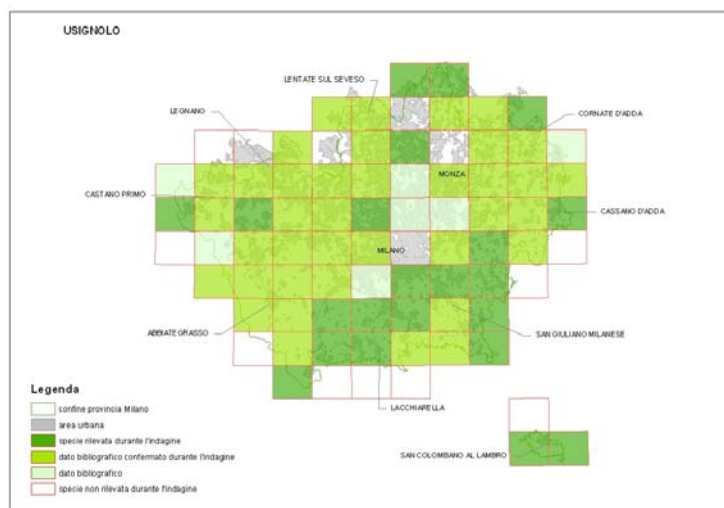 USIGNOLO
LENTATE SUL SEVESO
LEGNANO
CORNATE D'ADDA
MONZA
CASTANO PRIMO
CASSANO D'ADDA
MILANO
ABBIATEGRASSO
SAN GIULIANO MILANESE
Legenda
confine provincia Milano
area urbana
specie rilevata durante l'indagine
dato bibliografico confermato durante l'indagine
dato bibliografico
specie non rilevata durante l'indagine
LACCHIARELLA
SAN COLOMBANO AL LAMBRO